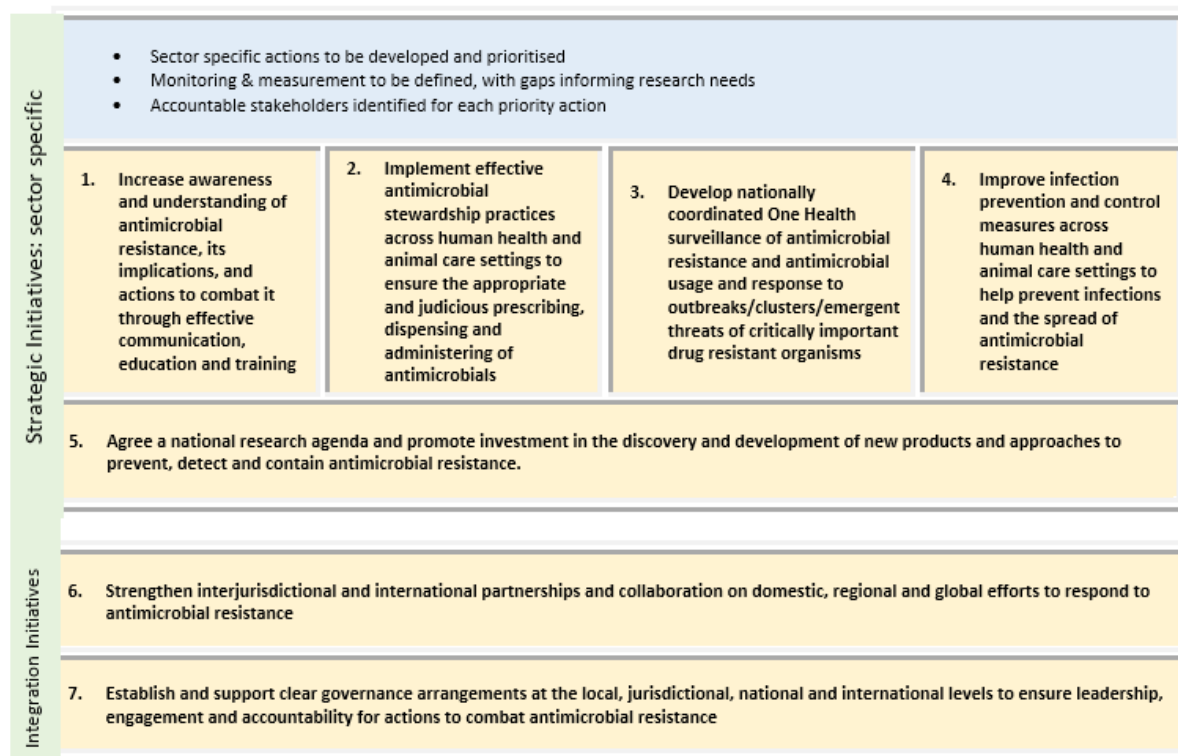 Strategic Initiatives: sector specific
• Sector specific actions to be developed and prioritised
• Monitoring & measurement to be defined, with gaps informing research needs
• Accountable stakeholders identified for each priority action
1. Increase awareness
and understanding of
antimicrobial
resistance, its
implications, and
actions to combat it
through effective
communication,
education and training
2. Implement effective
antimicrobial
stewardship practices
across human health and
animal care settings to
ensure the appropriate
and judicious prescribing,
dispensing and
administering of
antimicrobials
3. Develop nationally
coordinated One Health
surveillance of antimicrobial
resistance and antimicrobial
usage and response to
outbreaks/clusters/emergent
threats of critically important
drug resistant organisms
4. Improve infection
prevention and control
measures across
human health and
animal care settings to
help prevent infections
and the spread of
antimicrobial
resistance
5. Agree a national research agenda and promote investment in the discovery and development of new products and approaches to
prevent, detect and contain antimicrobial resistance.
Integration Initiatives
6. Strengthen interjurisdictional and international partnerships and collaboration on domestic, regional and global efforts to respond to
antimicrobial resistance
7. Establish and support clear governance arrangements at the local, jurisdictional, national and international levels to ensure leadership,
engagement and accountability for actions to combat antimicrobial resistance